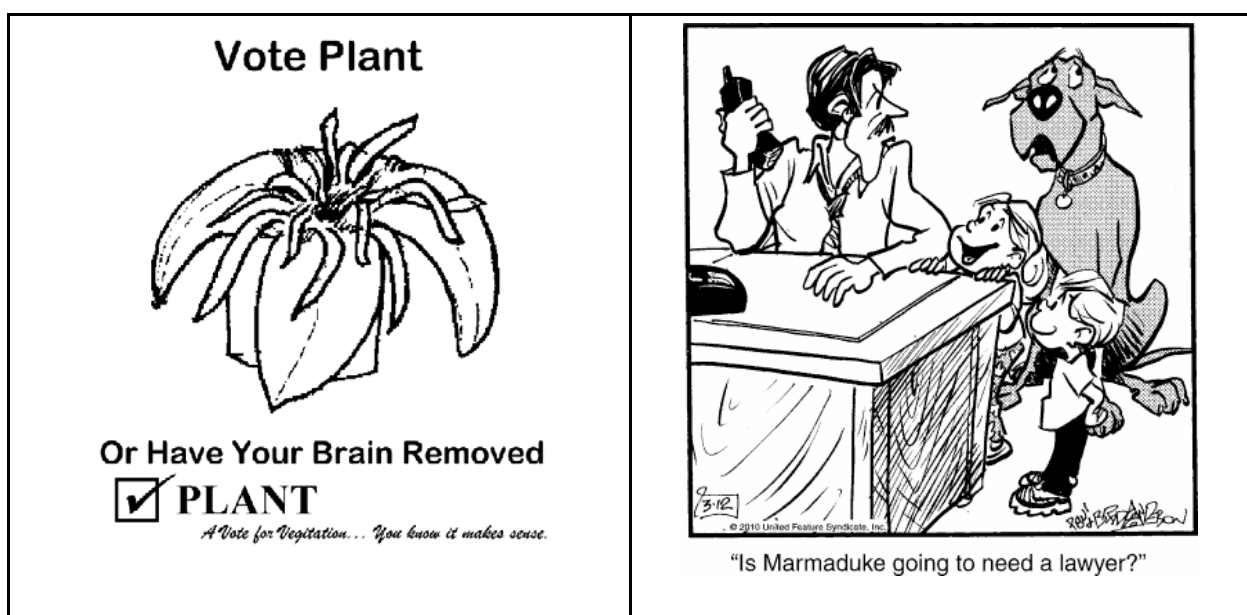 Vote Plant
Or Have Your Brain Removed
PLANT
A Vote for Vegitation... You know it makes sense.
3-12
© 2010 United Feature Syndicate, Inc.
"Is Marmaduke going to need a lawyer?"